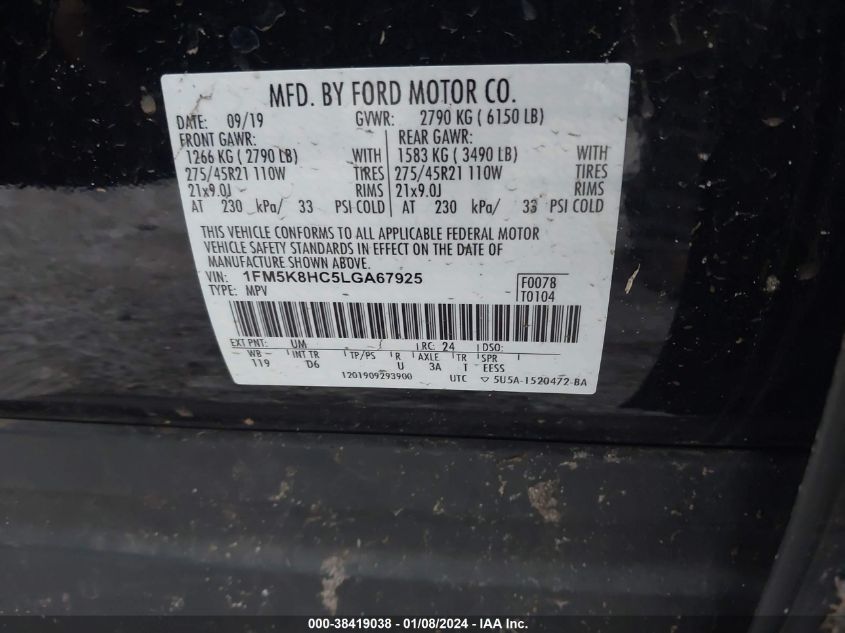 MFD. BY FORD MOTOR CO.
DATE: 09/19 GVWR: 2790 KG ( 6150 LB)
FRONT GAWR: REAR GAWR:
1266 KG ( 2790 LB) WITH 1583 KG ( 3490 LB) WITH
275/45R21 110W TIRES 275/45R21 110W TIRES
21x9.0J RIMS 21x9.0J RIMS
AT 230 kPa/ 33 PSI COLD AT 230 kPa/ 33 PSI COLD
THIS VEHICLE CONFORMS TO ALL APPLICABLE FEDERAL MOTOR
VEHICLE SAFETY STANDARDS IN EFFECT ON THE DATE OF
MANUFACTURE SHOWN ABOVE.
VIN: 1FM5K8HC5LGA67925 F0078
TYPE: MPV T0104
EXT PNT: UM RC: 24 DSO:
WB INT TR TP/PS R AXLE TR SPR
119 D6 U 3A T EESS
1201909293900 UTC ▽ 5U5A-1520472-BA
000-38419038 - 01/08/2024 - IAA Inc.